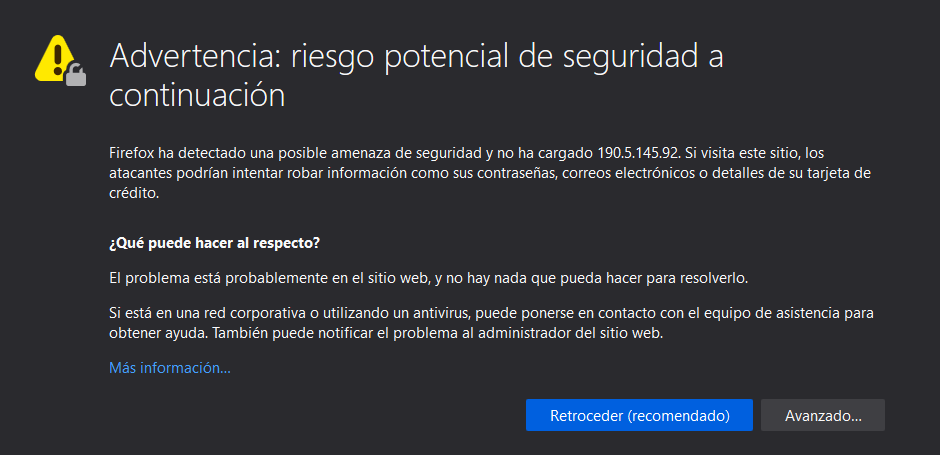 Advertencia: riesgo potencial de seguridad a
continuación
Firefox ha detectado una posible amenaza de seguridad y no ha cargado 190.5.145.92. Si visita este sitio, los
atacantes podrían intentar robar información como sus contraseñas, correos electrónicos o detalles de su tarjeta de
crédito.
¿Qué puede hacer al respecto?
El problema está probablemente en el sitio web, y no hay nada que pueda hacer para resolverlo.
Si está en una red corporativa o utilizando un antivirus, puede ponerse en contacto con el equipo de asistencia para
obtener ayuda. También puede notificar el problema al administrador del sitio web.
Más información...
Retroceder (recomendado)
Avanzado...